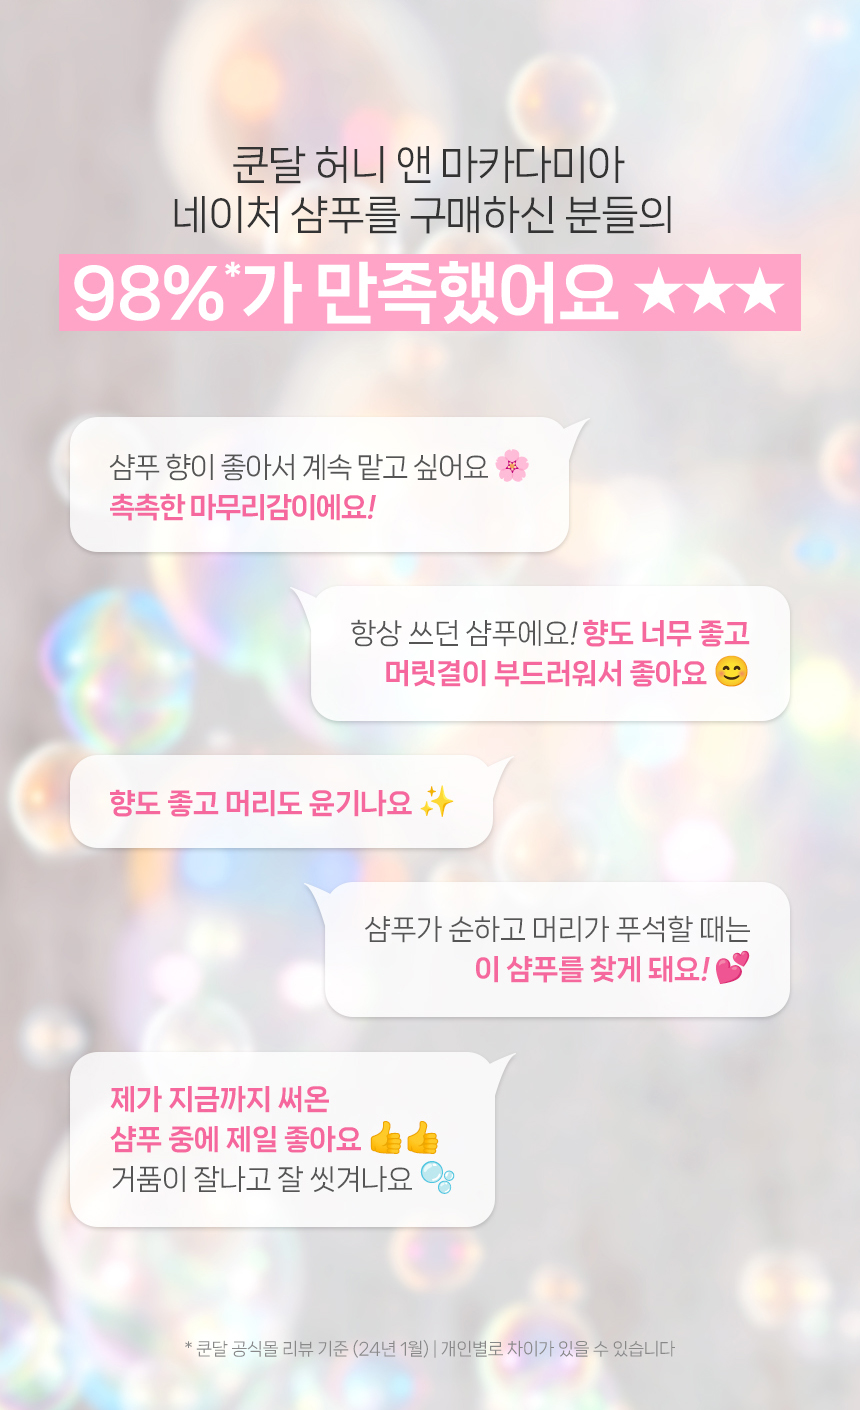 쿤달 허니 앤 마카다미아
네이처 샴푸를 구매하신 분들의
98%*가 만족했어요 ★★★
샴푸 향이 좋아서 계속 맡고 싶어요 🌸
촉촉한 마무리감이에요!
항상 쓰던 샴푸에요! 향도 너무 좋고
머릿결이 부드러워서 좋아요 😊
향도 좋고 머리도 윤기나요 ✨
샴푸가 순하고 머리가 푸석할 때는
이 샴푸를 찾게 돼요! 💕
제가 지금까지 써온
샴푸 중에 제일 좋아요 👍👍
거품이 잘나고 잘 씻겨나요 🫧
* 쿤달 공식몰 리뷰 기준 (24년 1월) | 개인별로 차이가 있을 수 있습니다